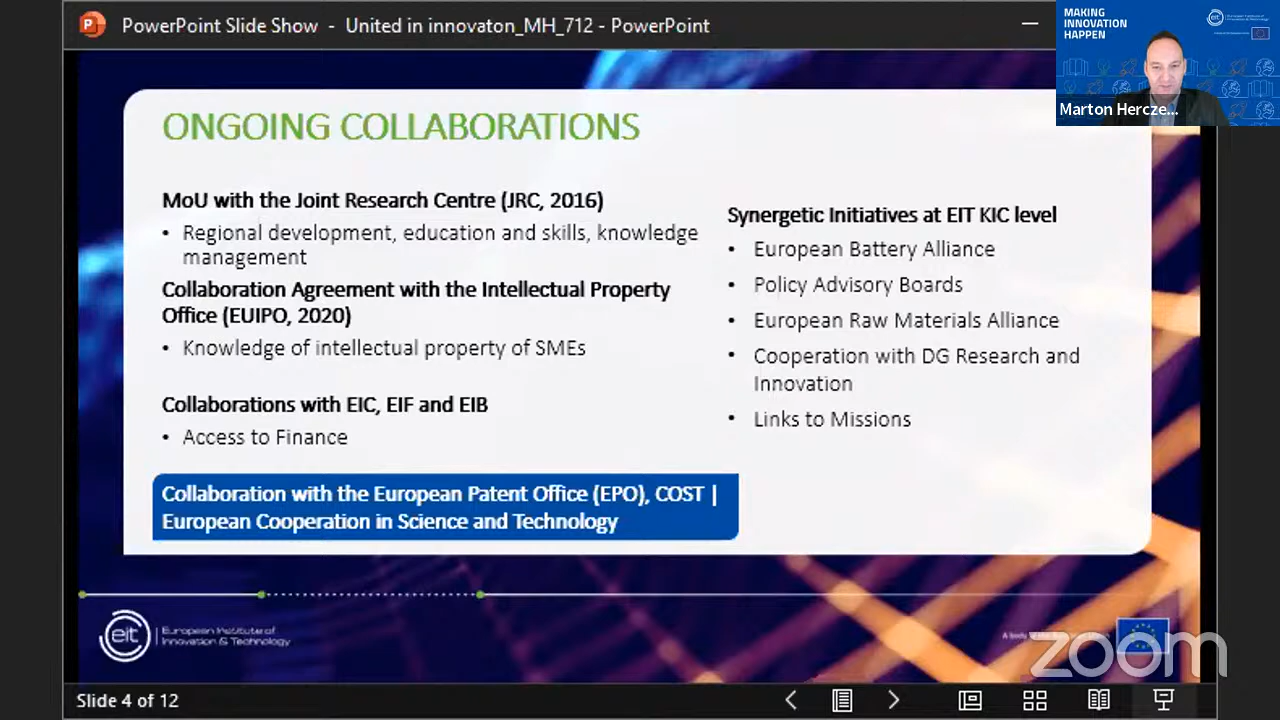 PowerPoint Slide Show - United in innovaton_MH_712 - PowerPoint
MAKING
INNOVATION
HAPPEN
eit
Marton Hercze...
ONGOING COLLABORATIONS
MoU with the Joint Research Centre (JRC, 2016)
• Regional development, education and skills, knowledge
management
Collaboration Agreement with the Intellectual Property
Office (EUIPO, 2020)
• Knowledge of intellectual property of SMEs
Collaborations with EIC, EIF and EIB
• Access to Finance
Collaboration with the European Patent Office (EPO), COST |
European Cooperation in Science and Technology
Synergetic Initiatives at EIT KIC level
• European Battery Alliance
• Policy Advisory Boards
• European Raw Materials Alliance
• Cooperation with DG Research and
Innovation
• Links to Missions
eit
European Institute of
Innovation & Technology
A body of the
zoom
Slide 4 of 12